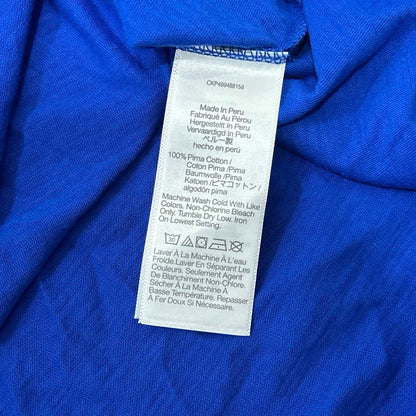 CKP499488158
Made In Peru
Fabriqué Au Pérou
Hergestellt In Peru
Vervaardigd In Peru
ペルー製
hecho en perú
100%Pima Cotton/
Coton Pima/Pima
Baumwolle/Pima
Katoen/ピマコットン/
algodón pima
Machine Wash Cold With Like
Colors. Non-Chlorine Bleach
Only. Tumble Dry Low. Iron
On Lowest Setting.
Laver À La Machine À L'eau
Froide.Laver En Séparant Les
Couleurs. Seulement Agent
De Blanchiment Non-Chlore.
Sécher À La Machine À
Basse Température. Repasser
À Fer Doux Si Nécessaire.